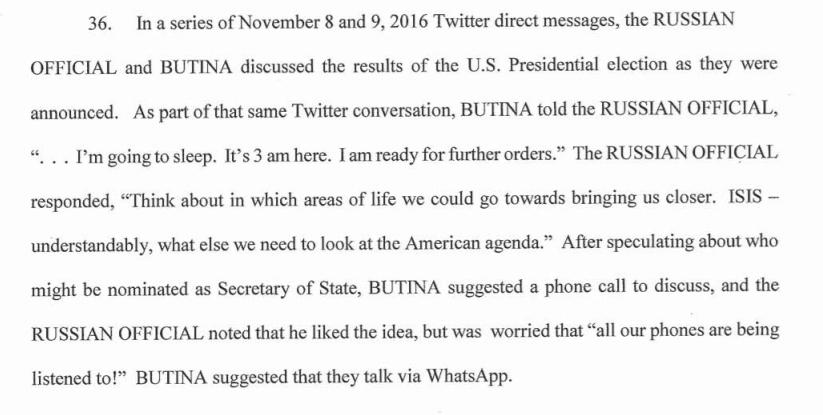 36. In a series of November 8 and 9, 2016 Twitter direct messages, the RUSSIAN
OFFICIAL and BUTINA discussed the results of the U.S. Presidential election as they were
announced. As part of that same Twitter conversation, BUTINA told the RUSSIAN OFFICIAL,
“. . . I’m going to sleep. It’s 3 am here. I am ready for further orders.” The RUSSIAN OFFICIAL
responded, “Think about in which areas of life we could go towards bringing us closer. ISIS –
understandably, what else we need to look at the American agenda.” After speculating about who
might be nominated as Secretary of State, BUTINA suggested a phone call to discuss, and the
RUSSIAN OFFICIAL noted that he liked the idea, but was worried that “all our phones are being
listened to!” BUTINA suggested that they talk via WhatsApp.